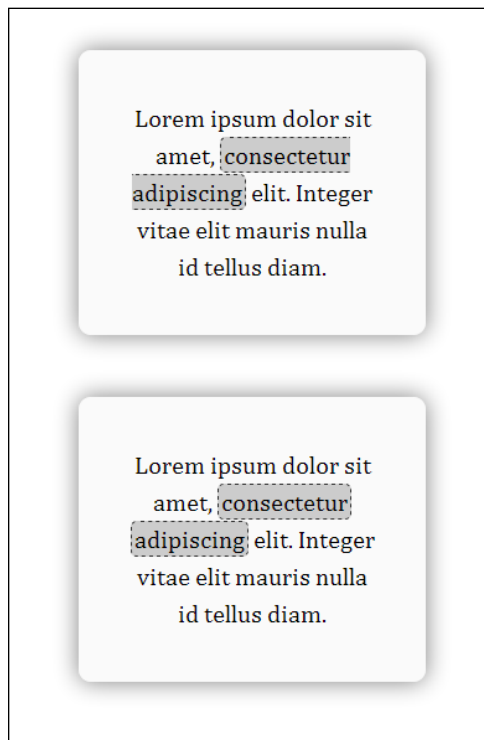 Lorem ipsum dolor sit
amet, consectetur
adipiscing elit. Integer
vitae elit mauris nulla
id tellus diam.
Lorem ipsum dolor sit
amet, consectetur
adipiscing elit. Integer
vitae elit mauris nulla
id tellus diam.